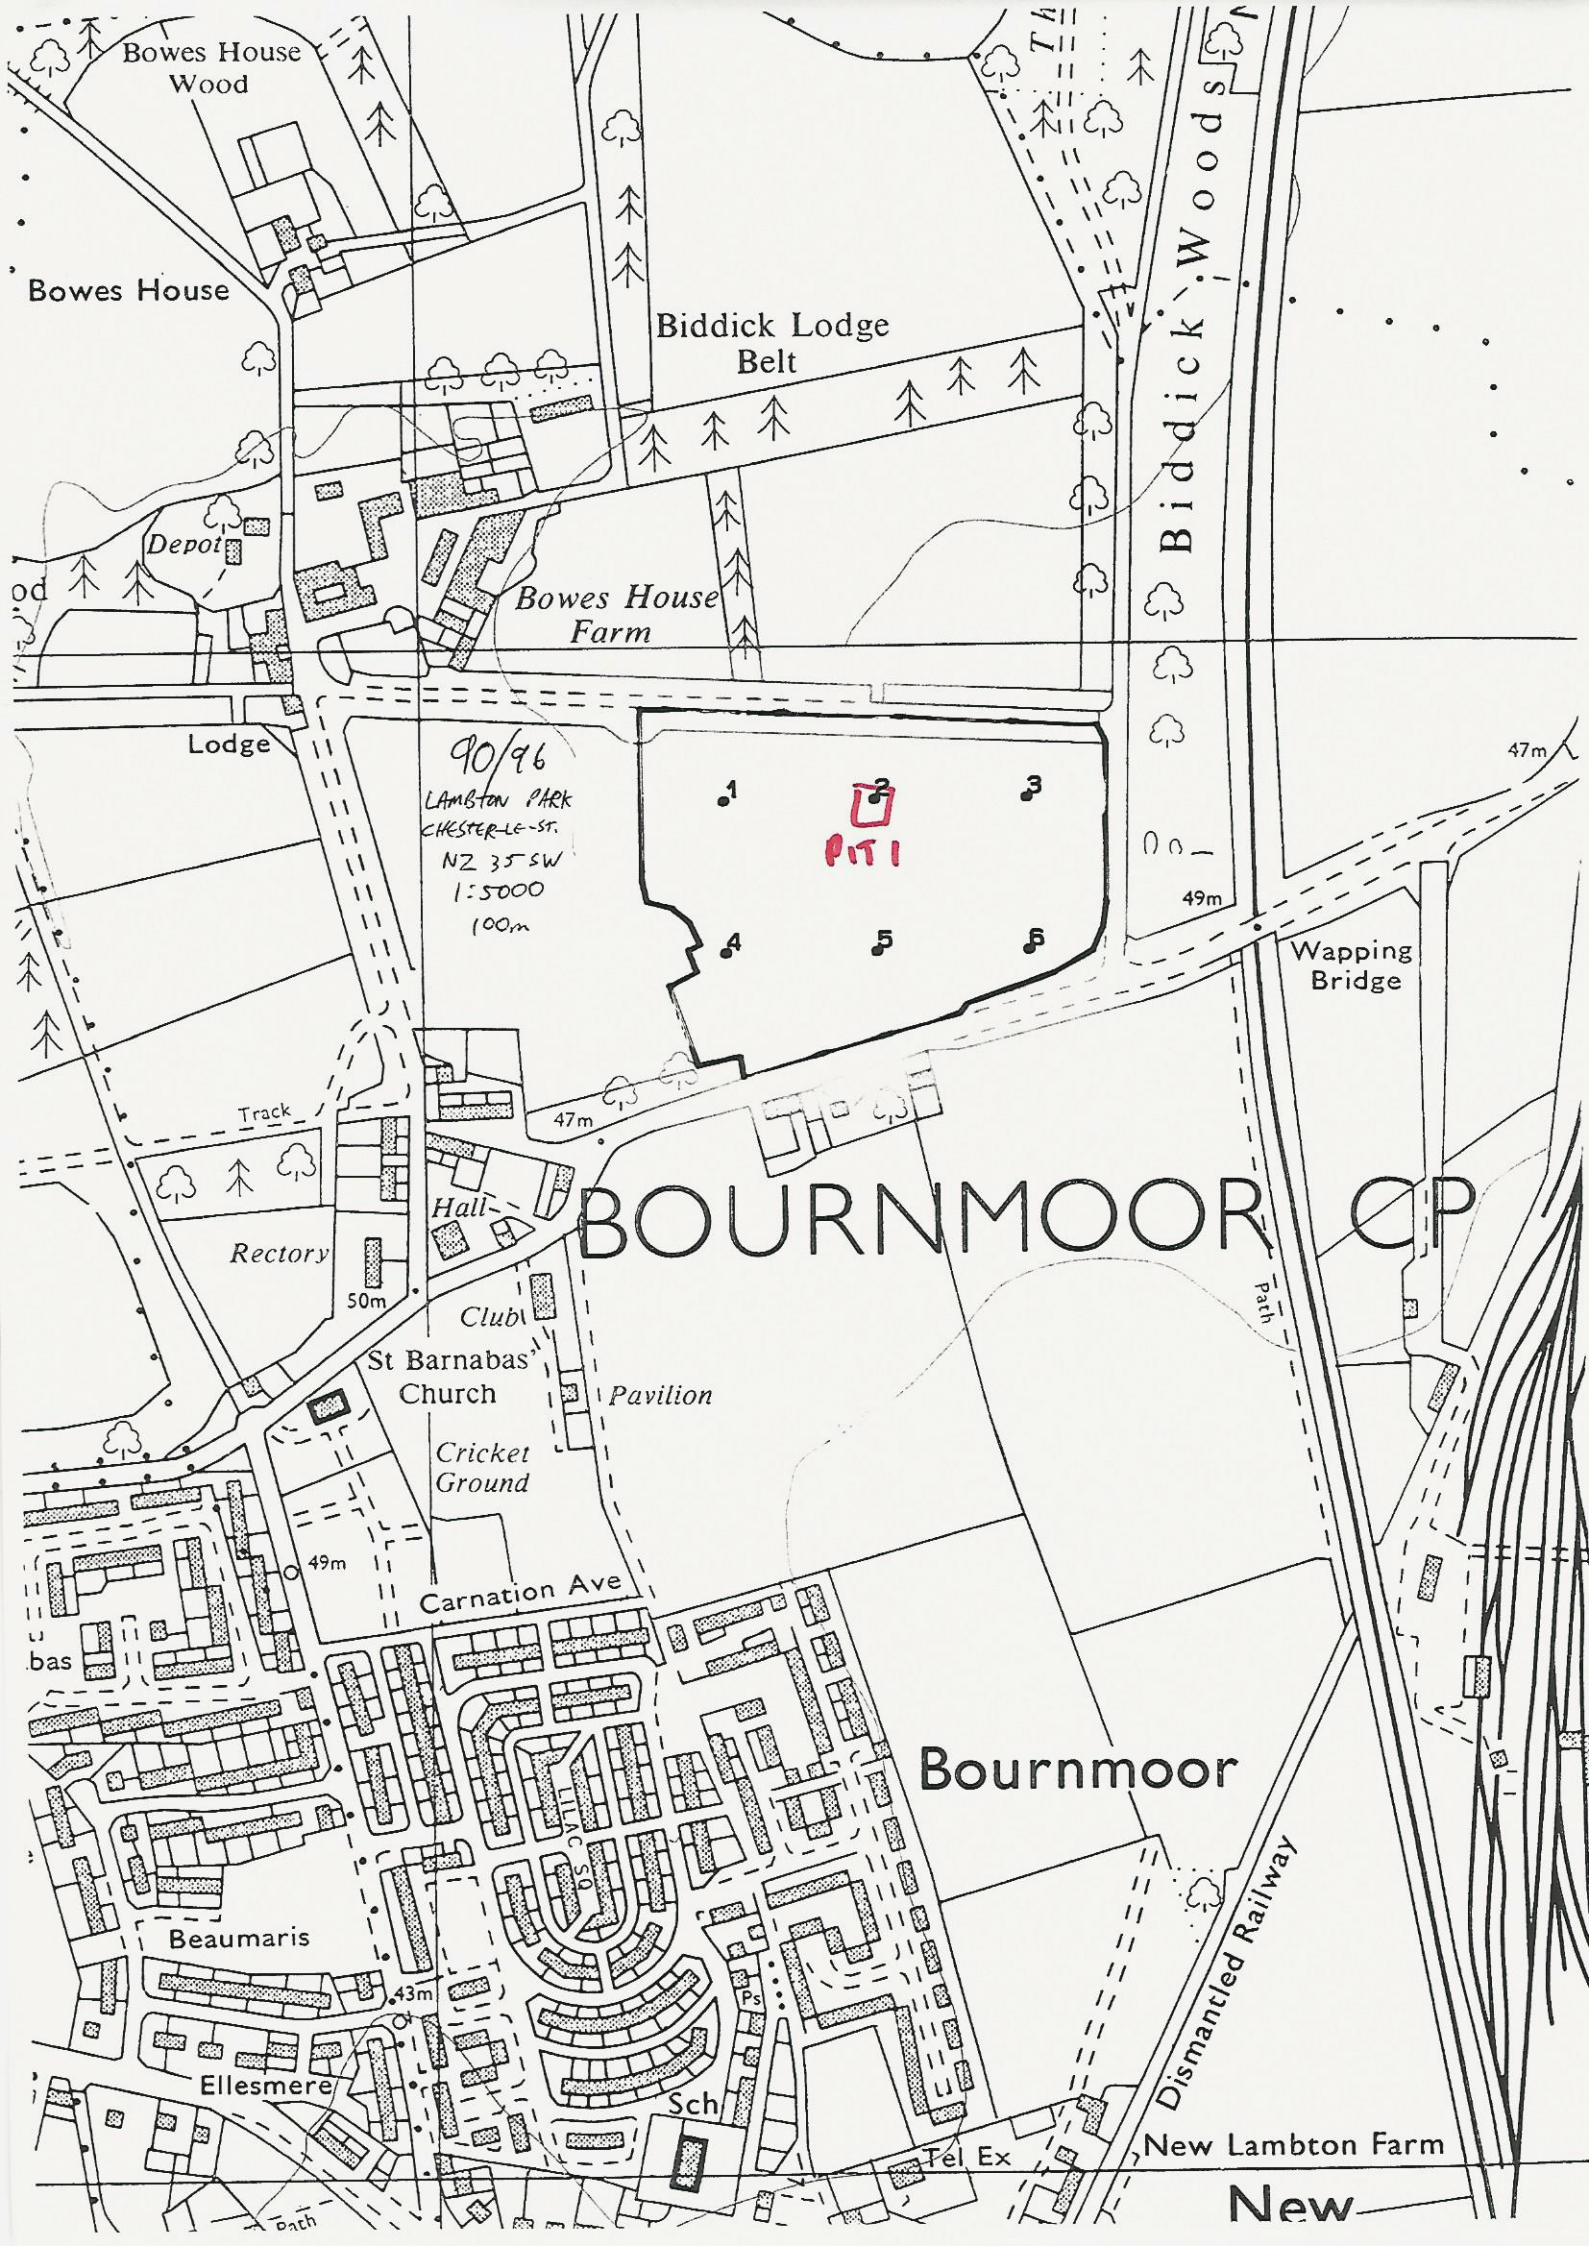 Bowes House
Wood
Th
Biddick Woods
Bowes House
Biddick Lodge
Belt
Depot
od
Bowes House
Farm
Lodge
90/96
LAMBTON PARK
CHESTER-LE-ST.
NZ 35 SW
1:5000
100m
1
2
3
PIT 1
4
5
6
47m
49m
Wapping
Bridge
Track
47m
BOURNMOOR CP
Hall
Rectory
50m
Club
Path
St Barnabas'
Church
Pavilion
Cricket
Ground
49m
Carnation Ave
bas
Bournmoor
LILAC SQ
Beaumaris
43m
Ps
Dismantled Railway
Ellesmere
Sch
Tel Ex
New Lambton Farm
New
Path